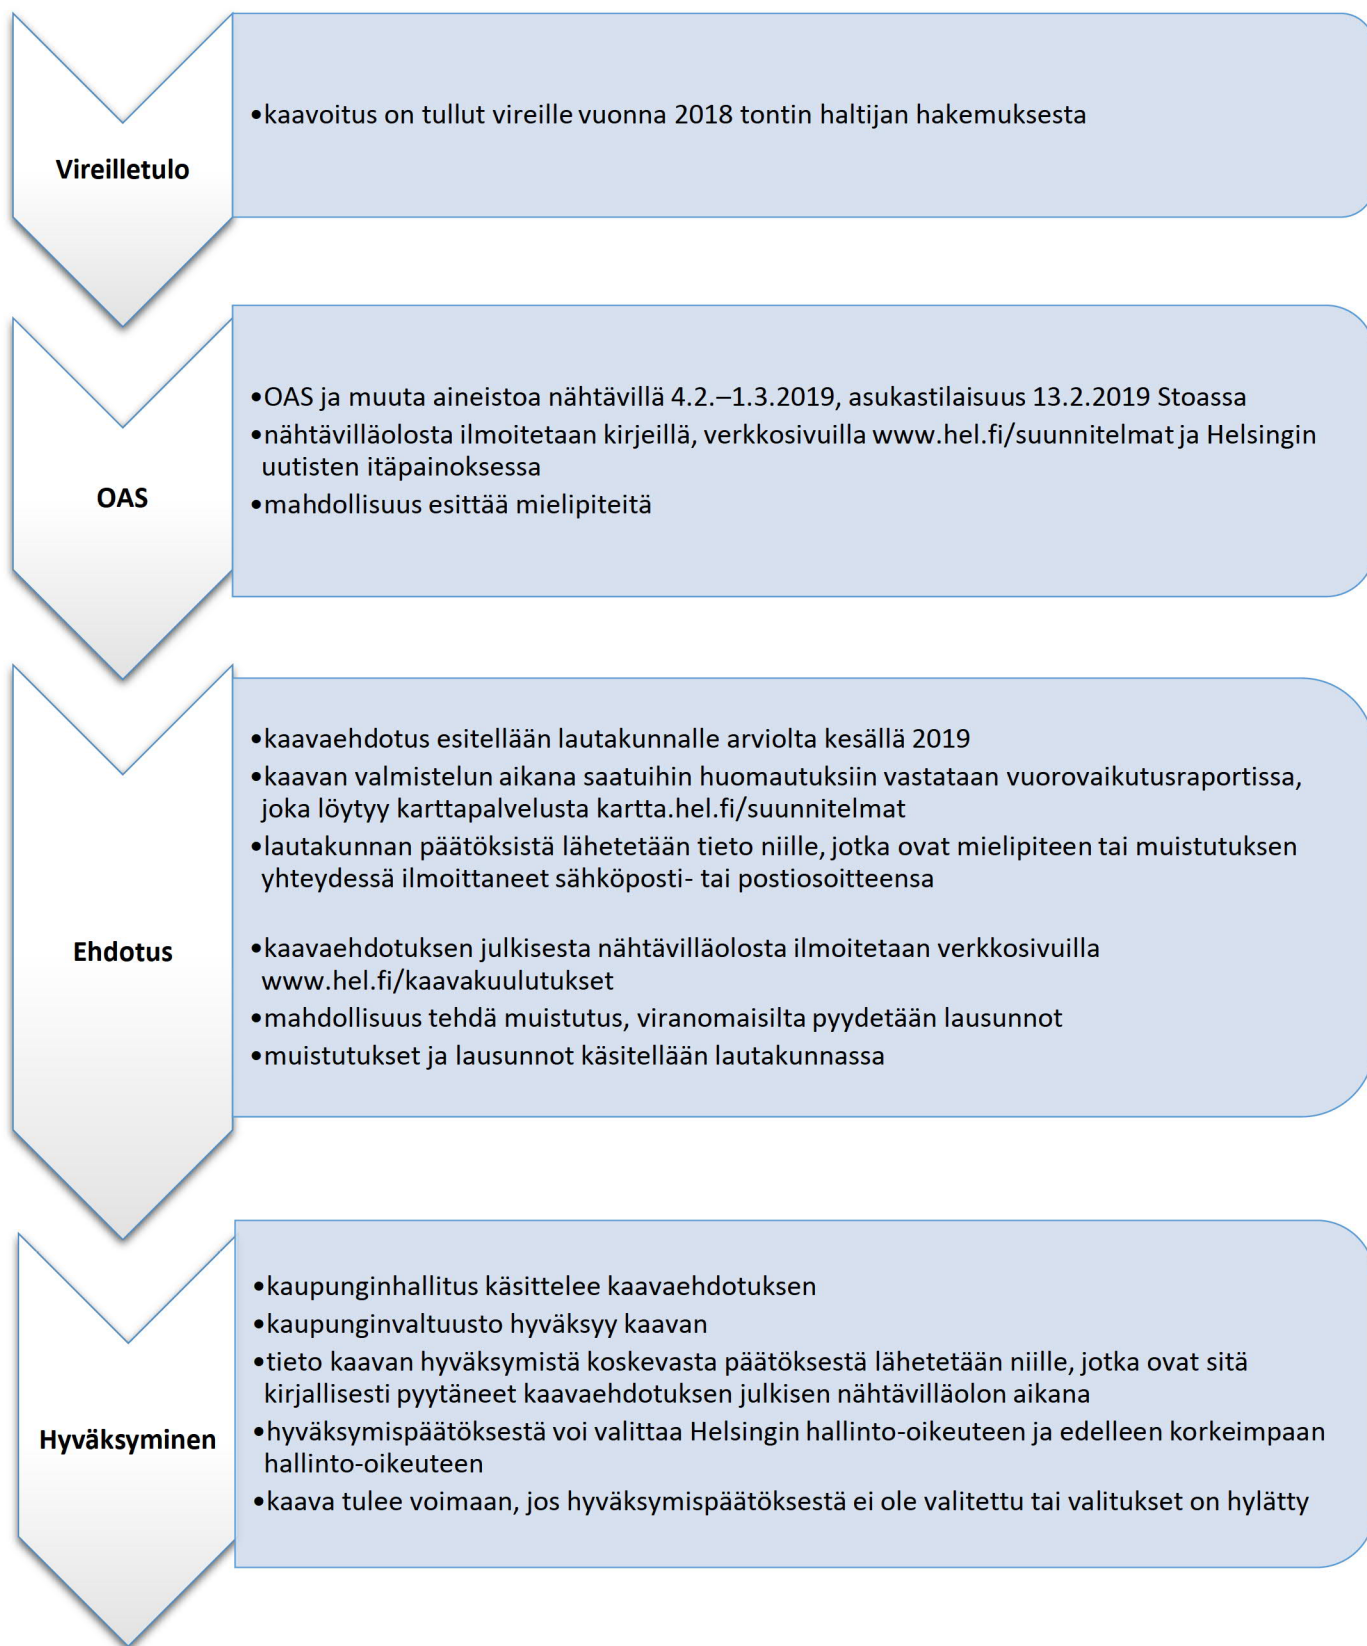 Vireilletulo
•kaavoitus on tullut vireille vuonna 2018 tontin haltijan hakemuksesta
OAS
•OAS ja muuta aineistoa nähtävillä 4.2.–1.3.2019, asukastilaisuus 13.2.2019 Stoassa
•nähtävilläolosta ilmoitetaan kirjeillä, verkkosivuilla www.hel.fi/suunnitelmat ja Helsingin
uutisten itäpainoksessa
•mahdollisuus esittää mielipiteitä
Ehdotus
•kaavaehdotus esitellään lautakunnalle arviolta kesällä 2019
•kaavan valmistelun aikana saatuihin huomautuksiin vastataan vuorovaikutusraportissa,
joka löytyy karttapalvelusta kartta.hel.fi/suunnitelmat
•lautakunnan päätöksistä lähetetään tieto niille, jotka ovat mielipiteen tai muistutuksen
yhteydessä ilmoittaneet sähköposti- tai postiosoitteensa
•kaavaehdotuksen julkisesta nähtävilläolosta ilmoitetaan verkkosivuilla
www.hel.fi/kaavakuulutukset
•mahdollisuus tehdä muistutus, viranomaisilta pyydetään lausunnot
•muistutukset ja lausunnot käsitellään lautakunnassa
Hyväksyminen
•kaupunginhallitus käsittelee kaavaehdotuksen
•kaupunginvaltuusto hyväksyy kaavan
•tieto kaavan hyväksymistä koskevasta päätöksestä lähetetään niille, jotka ovat sitä
kirjallisesti pyytäneet kaavaehdotuksen julkisen nähtävilläolon aikana
•hyväksymispäätöksestä voi valittaa Helsingin hallinto-oikeuteen ja edelleen korkeimpaan
hallinto-oikeuteen
•kaava tulee voimaan, jos hyväksymispäätöksestä ei ole valitettu tai valitukset on hylätty